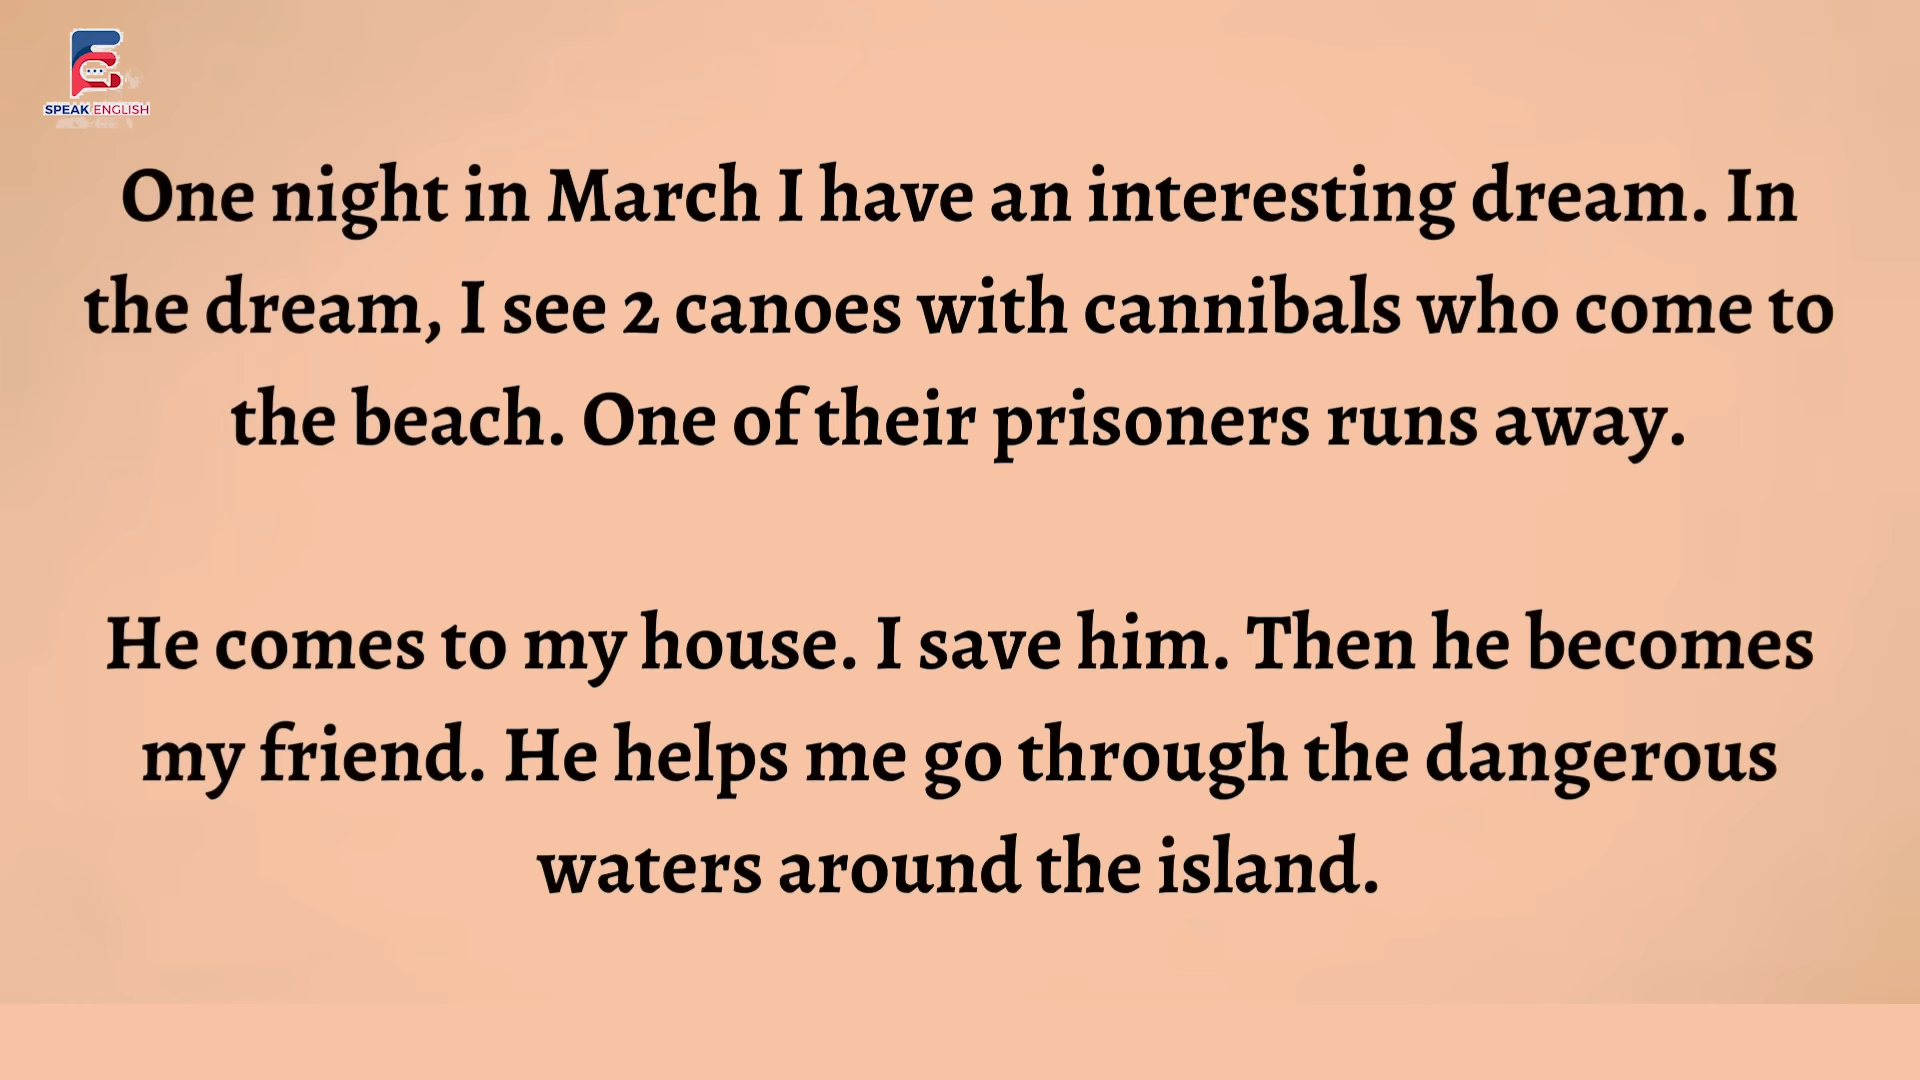 SPEAK ENGLISH
One night in March I have an interesting dream. In
the dream, I see 2 canoes with cannibals who come to
the beach. One of their prisoners runs away.
He comes to my house. I save him. Then he becomes
my friend. He helps me go through the dangerous
waters around the island.